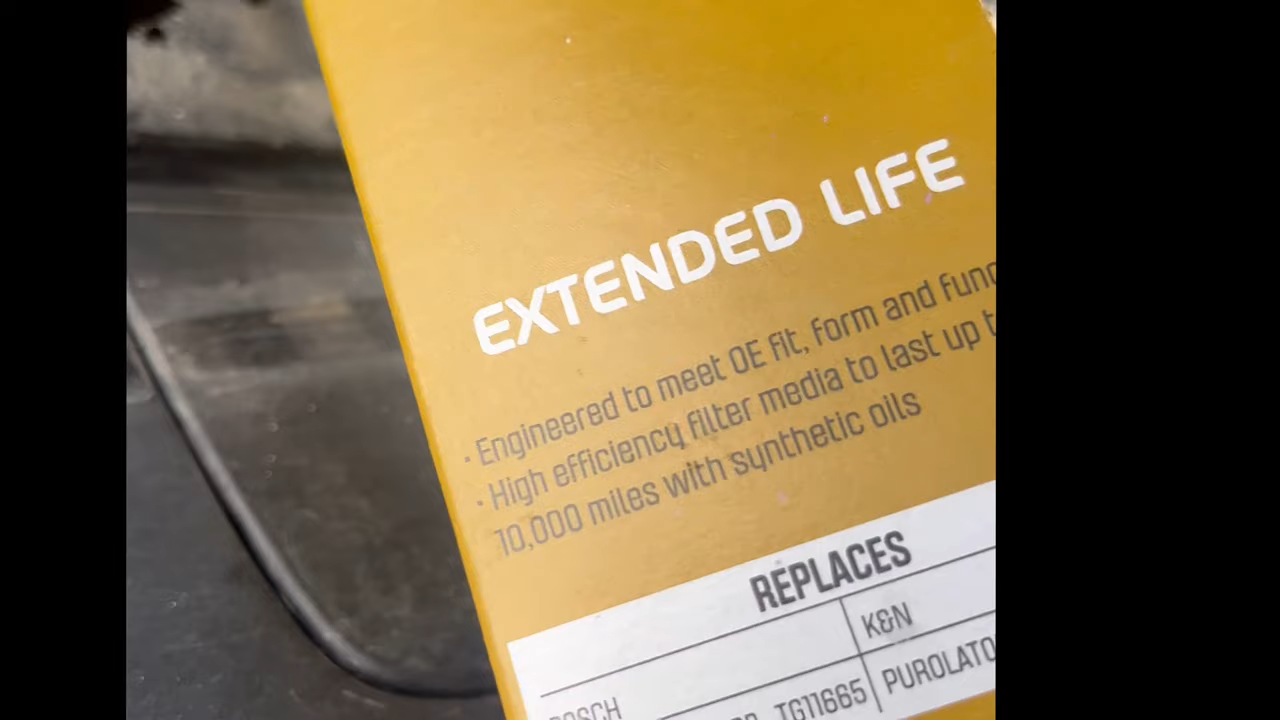 EXTENDED LIFE
· Engineered to meet OE fit, form and func
· High efficiency filter media to last up t
10,000 miles with synthetic oils
REPLACES
K&N
TG11665 PUROLATO